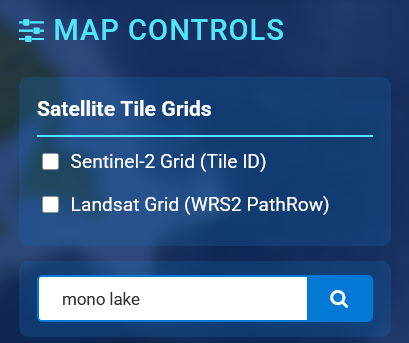 MAP CONTROLS
Satellite Tile Grids
Sentinel-2 Grid (Tile ID)
Landsat Grid (WRS2 PathRow)
mono lake